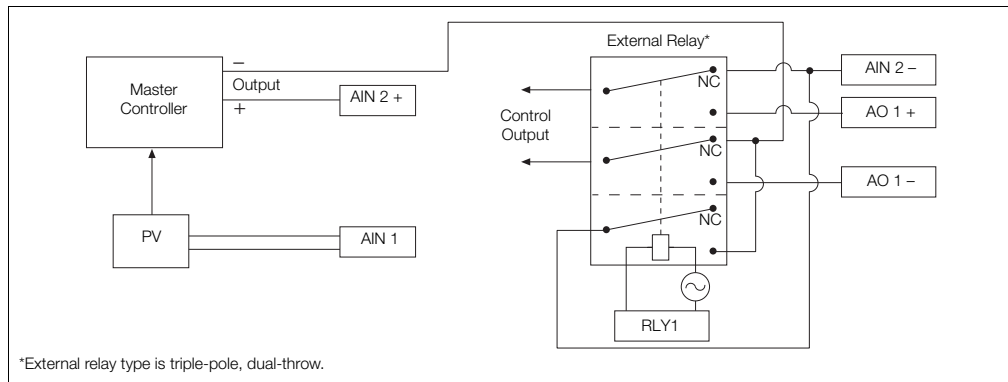 External Relay*
–
Output
+
Master
Controller
AIN 2 +
NC
Control
Output
NC
NC
AIN 2 –
AO 1 +
AO 1 –
PV
AIN 1
RLY1
*External relay type is triple-pole, dual-throw.